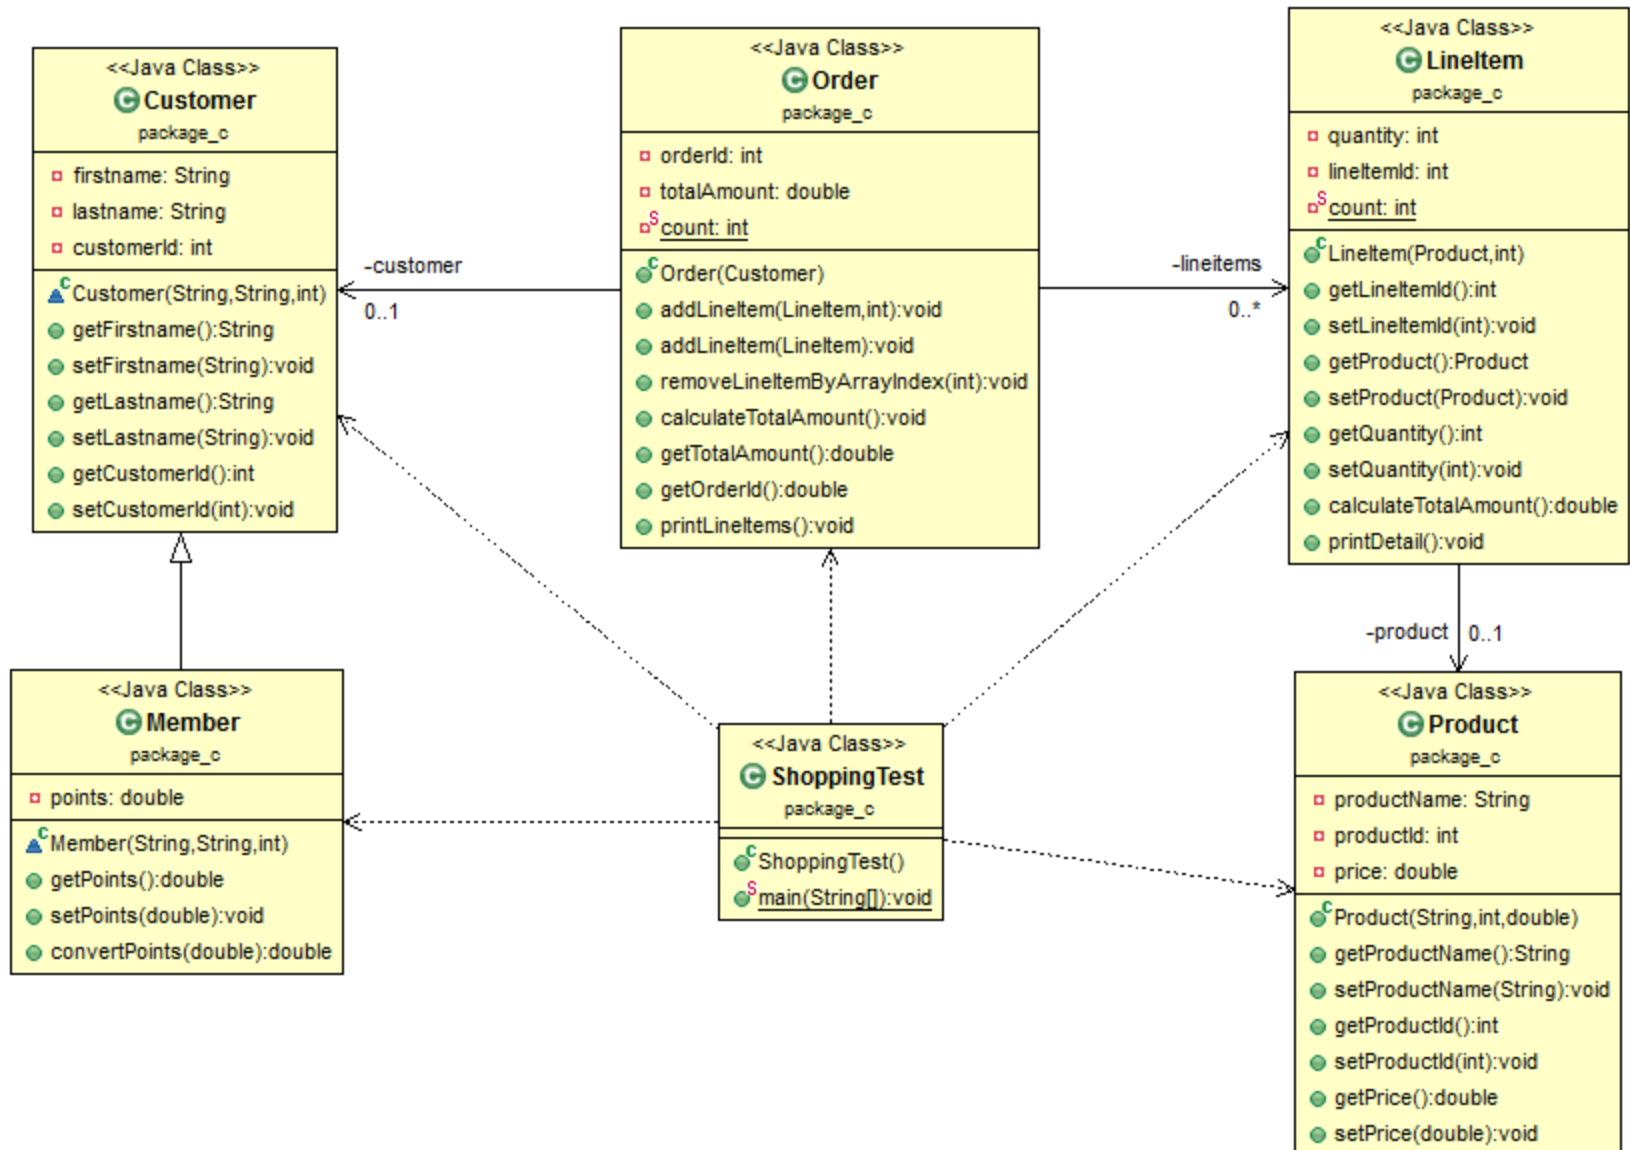 <<Java Class>>
Customer
package_c
firstname: String
lastname: String
customerId: int
Customer(String,String,int)
getFirstname():String
setFirstname(String):void
getLastname():String
setLastname(String):void
getCustomerId():int
setCustomerId(int):void
-customer
0..1
<<Java Class>>
Order
package_c
orderId: int
totalAmount: double
count: int
Order(Customer)
addLineItem(LineItem,int):void
addLineItem(LineItem):void
removeLineItemByArrayIndex(int):void
calculateTotalAmount():void
getTotalAmount():double
getOrderId():double
printLineItems():void
-lineitems
0..*
<<Java Class>>
LineItem
package_c
quantity: int
lineItemId: int
count: int
LineItem(Product,int)
getLineItemId():int
setLineItemId(int):void
getProduct():Product
setProduct(Product):void
getQuantity():int
setQuantity(int):void
calculateTotalAmount():double
printDetail():void
-product
0..1
<<Java Class>>
Member
package_c
points: double
Member(String,String,int)
getPoints():double
setPoints(double):void
convertPoints(double):double
<<Java Class>>
ShoppingTest
package_c
ShoppingTest()
main(String[]):void
<<Java Class>>
Product
package_c
productName: String
productId: int
price: double
Product(String,int,double)
getProductName():String
setProductName(String):void
getProductId():int
setProductId(int):void
getPrice():double
setPrice(double):void